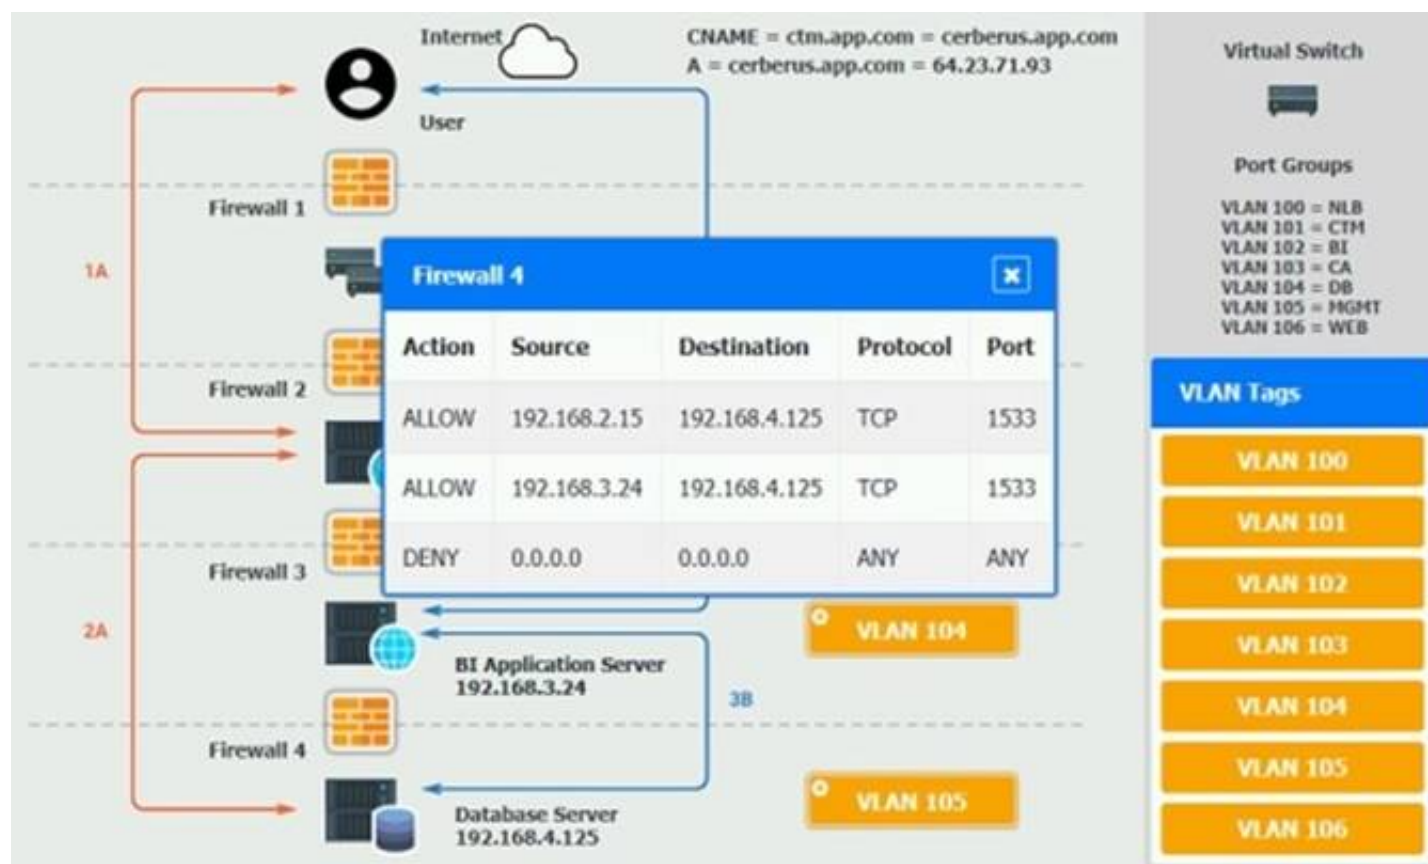 Internet
CNAME = ctm.app.com = cerberus.app.com
A = cerberus.app.com = 64.23.71.93
User
Firewall 1
1A
Firewall 2
Firewall 4
Action Source Destination Protocol Port
ALLOW 192.168.2.15 192.168.4.125 TCP 1533
ALLOW 192.168.3.24 192.168.4.125 TCP 1533
DENY 0.0.0.0 0.0.0.0 ANY ANY
Firewall 3
2A
VLAN 104
BI Application Server
192.168.3.24
3B
Firewall 4
VLAN 105
Database Server
192.168.4.125
Virtual Switch
Port Groups
VLAN 100 = NLB
VLAN 101 = CTM
VLAN 102 = BI
VLAN 103 = CA
VLAN 104 = DB
VLAN 105 = MGMT
VLAN 106 = WEB
VLAN Tags
VLAN 100
VLAN 101
VLAN 102
VLAN 103
VLAN 104
VLAN 105
VLAN 106